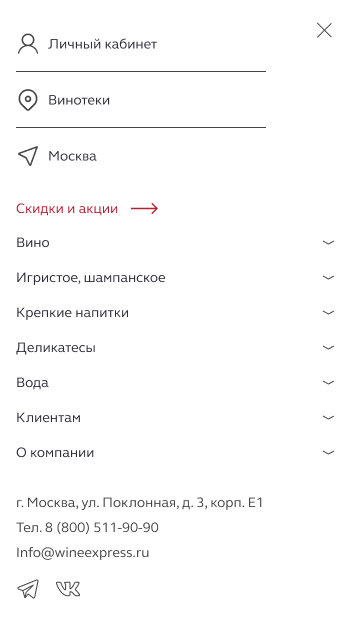 Личный кабинет
Винотеки
Москва
Скидки и акции
Вино
Игристое, шампанское
Крепкие напитки
Деликатесы
Вода
Клиентам
О компании
г. Москва, ул. Поклонная, д. 3, корп. Е1
Тел. 8 (800) 511-90-90
Info@wineexpress.ru